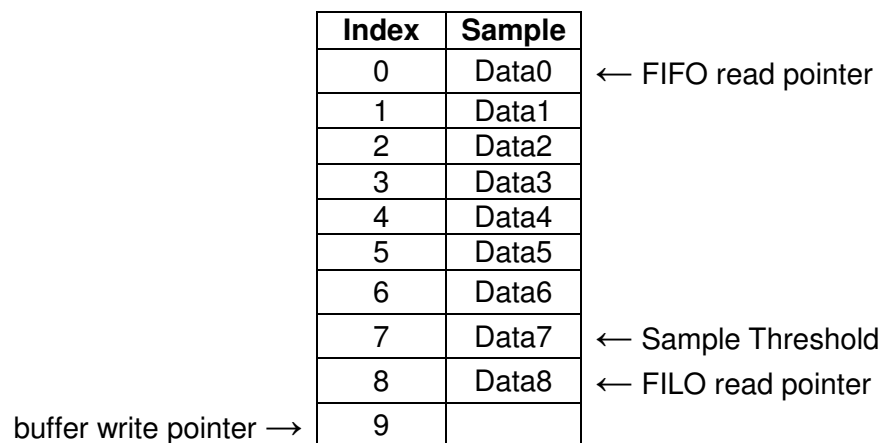 Index Sample
0 Data0 ← FIFO read pointer
1 Data1
2 Data2
3 Data3
4 Data4
5 Data5
6 Data6
7 Data7 ← Sample Threshold
8 Data8 ← FILO read pointer
buffer write pointer → 9